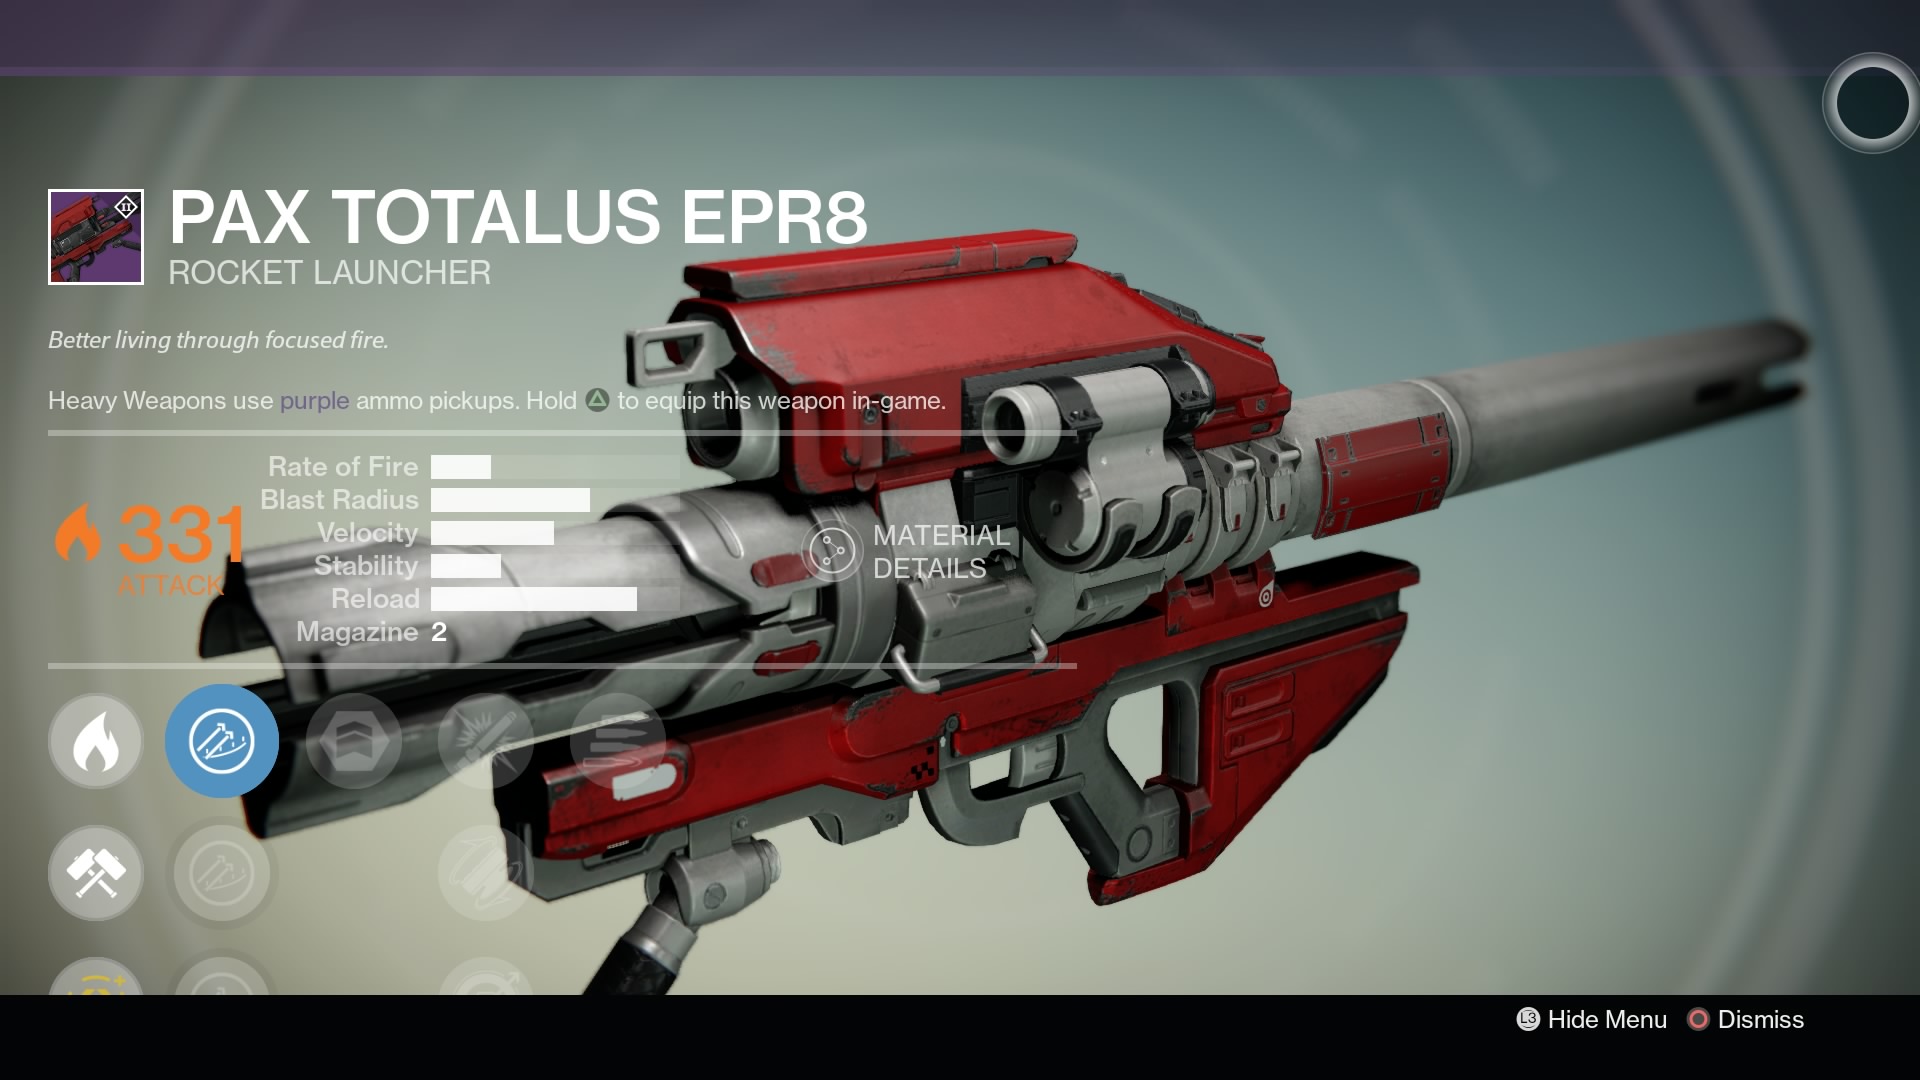 PAX TOTALUS EPR8
ROCKET LAUNCHER
Better living through focused fire.
Heavy Weapons use purple ammo pickups. Hold to equip this weapon in-game.
331
ATTACK
Rate of Fire
Blast Radius
Velocity
Stability
Reload
Magazine 2
MATERIAL
DETAILS
L3 Hide Menu Dismiss